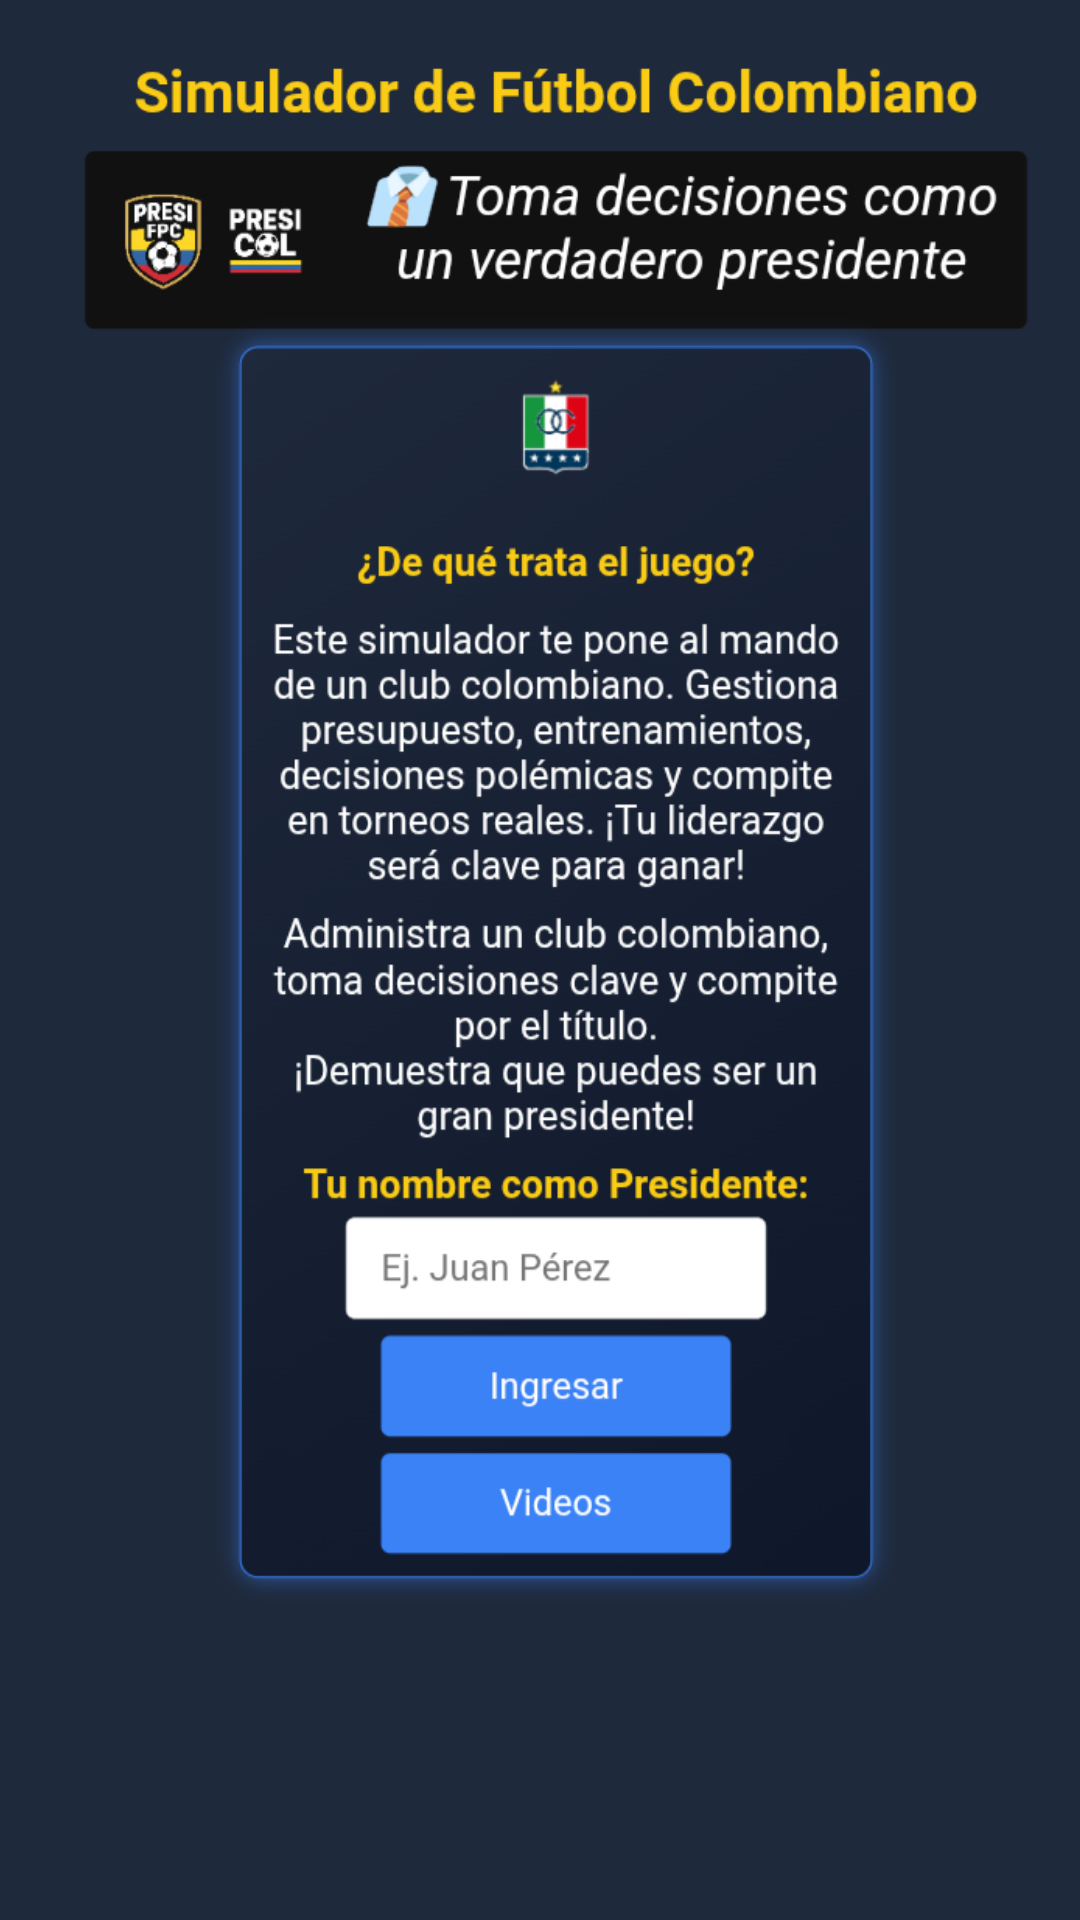 Simulador de Fútbol Colombiano
PRESI
FPC
PRESI
COL
👔 Toma decisiones como
un verdadero presidente
OC
¿De qué trata el juego?
Este simulador te pone al mando
de un club colombiano. Gestiona
presupuesto, entrenamientos,
decisiones polémicas y compite
en torneos reales. ¡Tu liderazgo
será clave para ganar!
Administra un club colombiano,
toma decisiones clave y compite
por el título.
¡Demuestra que puedes ser un
gran presidente!
Tu nombre como Presidente:
Ej. Juan Pérez
Ingresar
Videos